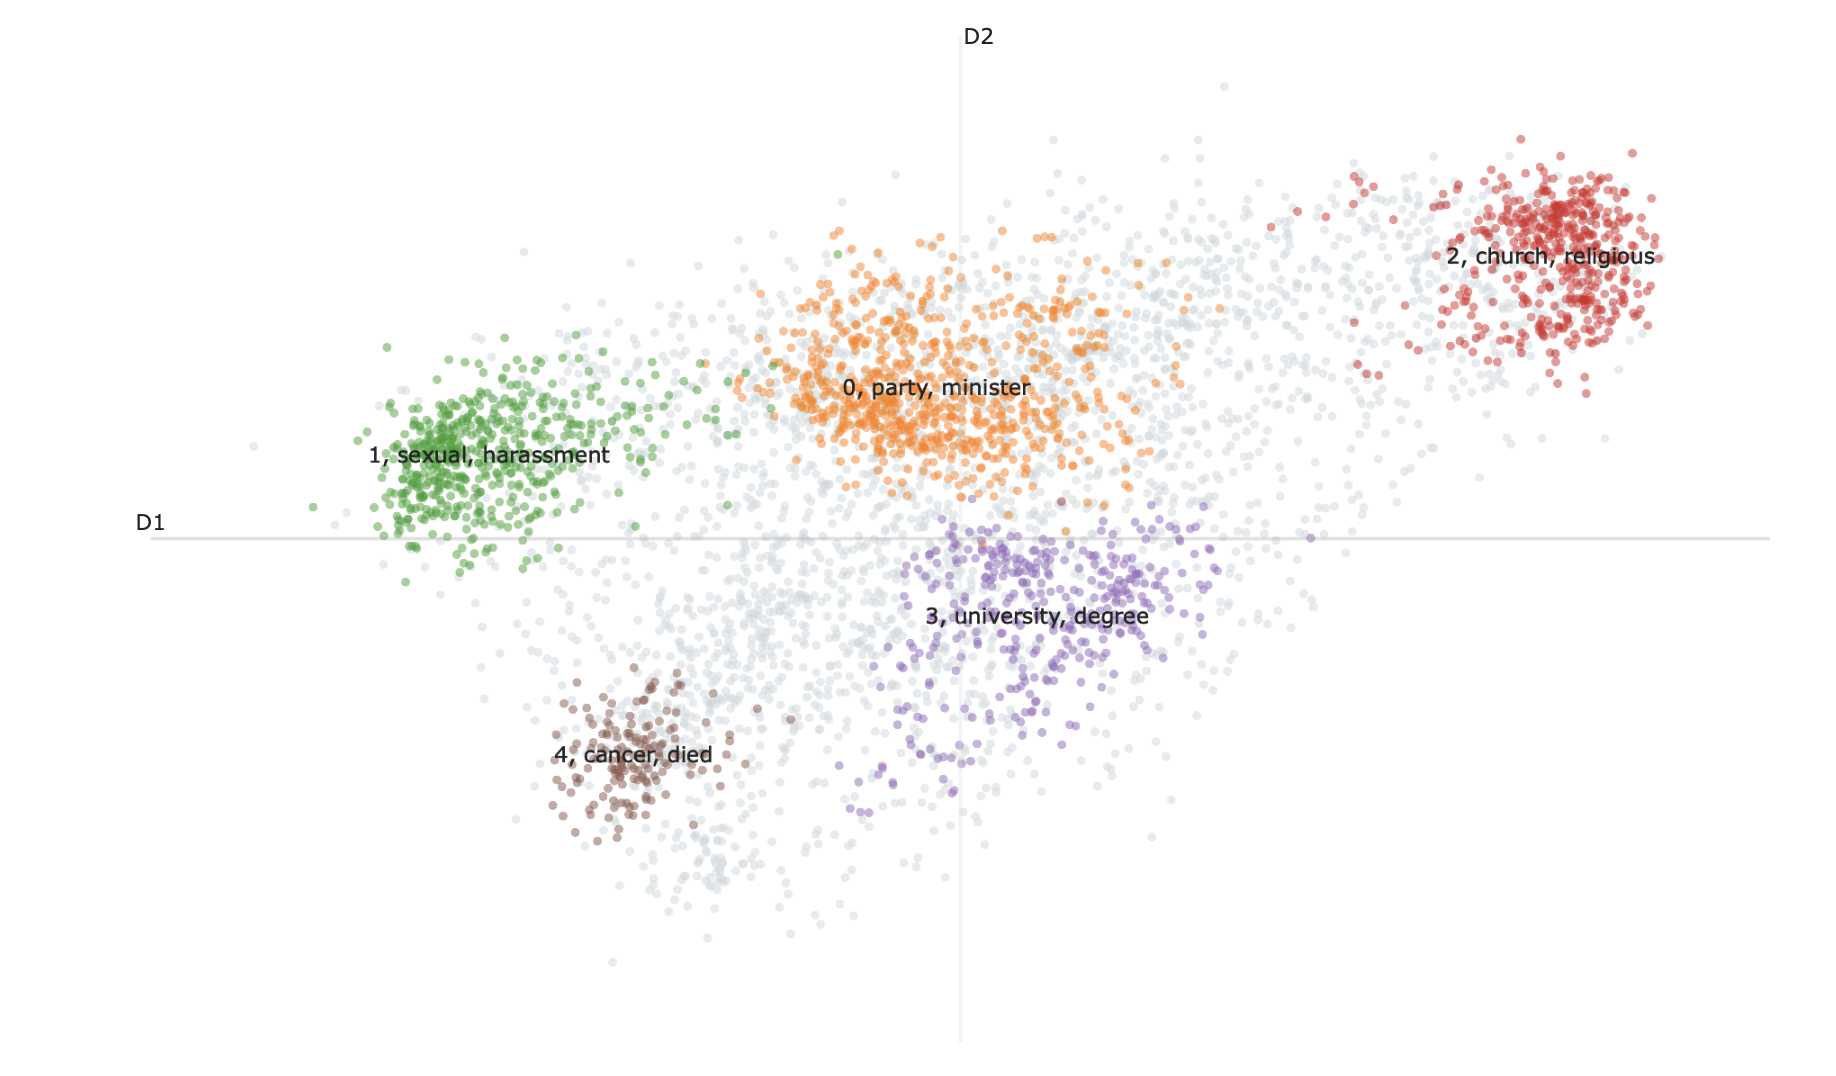 D2
2, church, religious
0, party, minister
1, sexual, harassment
D1
3, university, degree
4, cancer, died